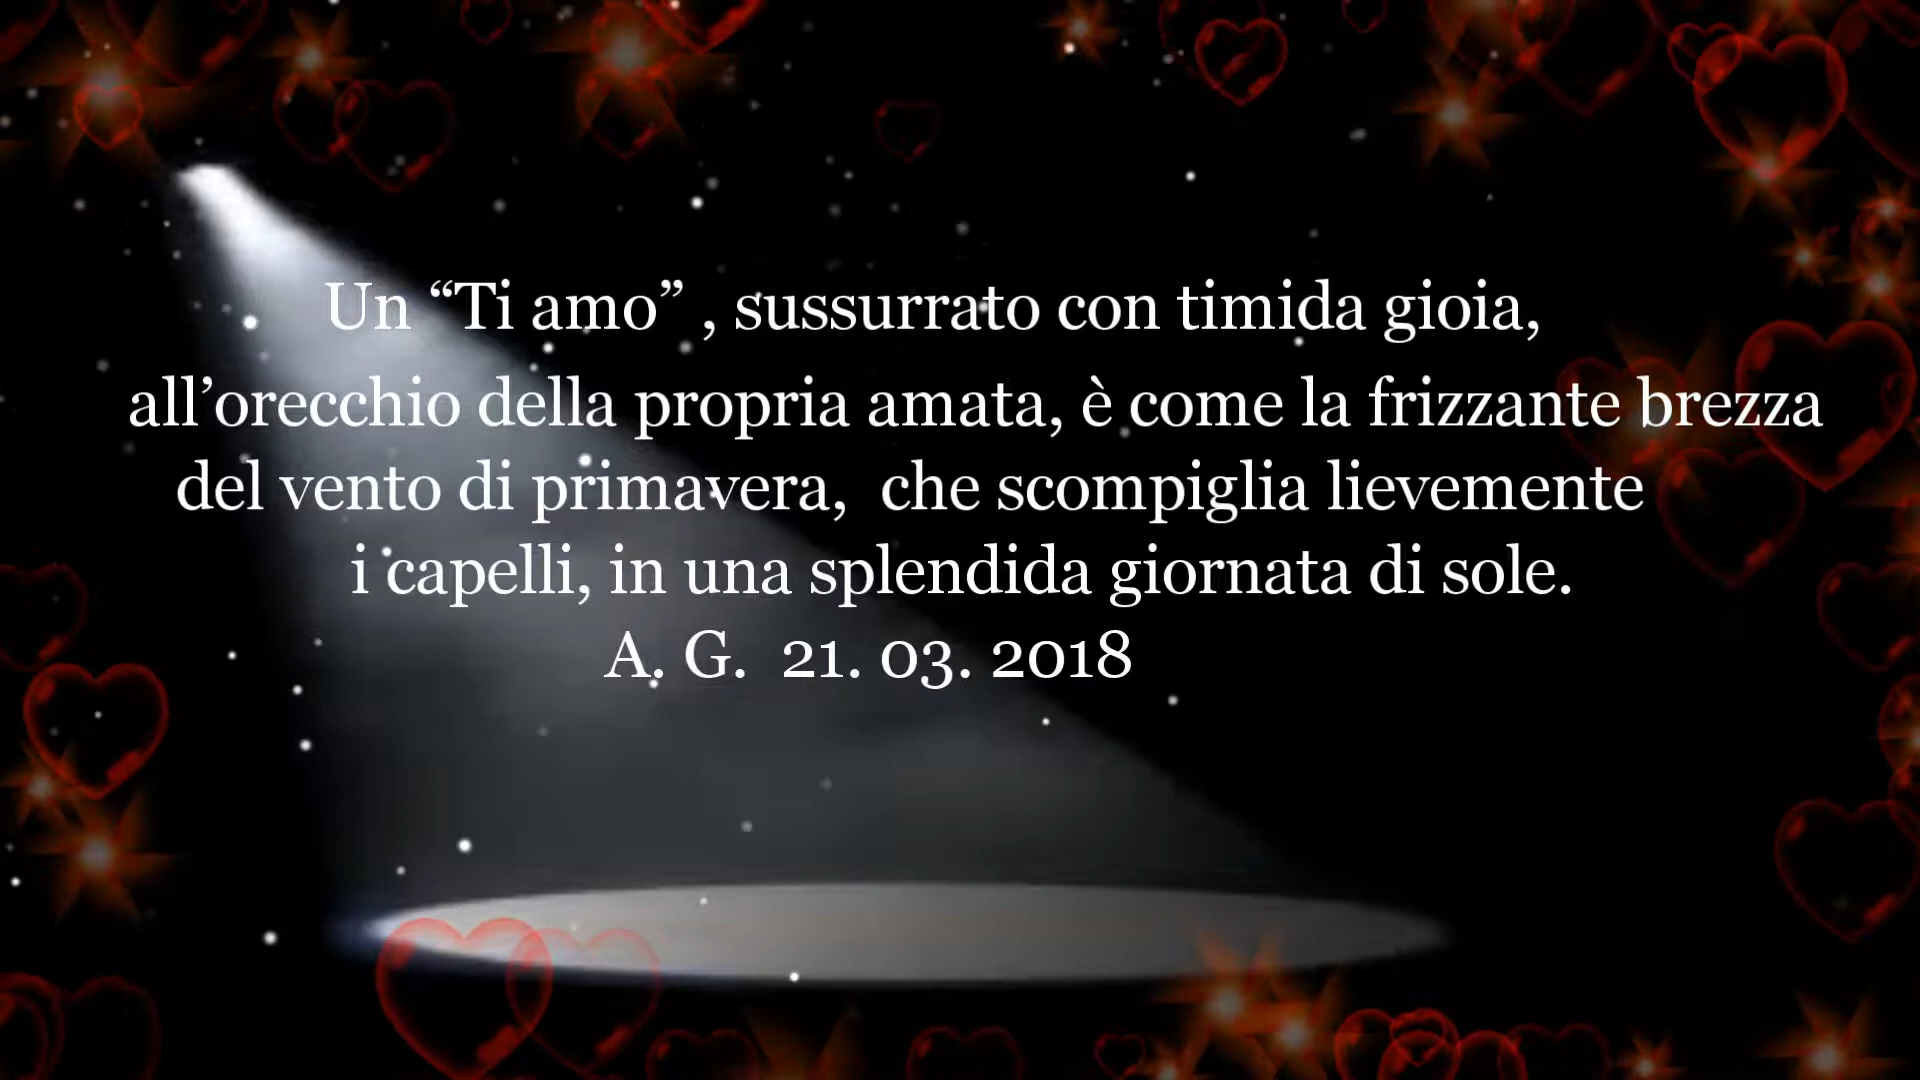 Un “Ti amo” , sussurrato con timida gioia,
all’orecchio della propria amata, è come la frizzante brezza
del vento di primavera,  che scompiglia lievemente
i capelli, in una splendida giornata di sole.
A. G.  21. 03. 2018